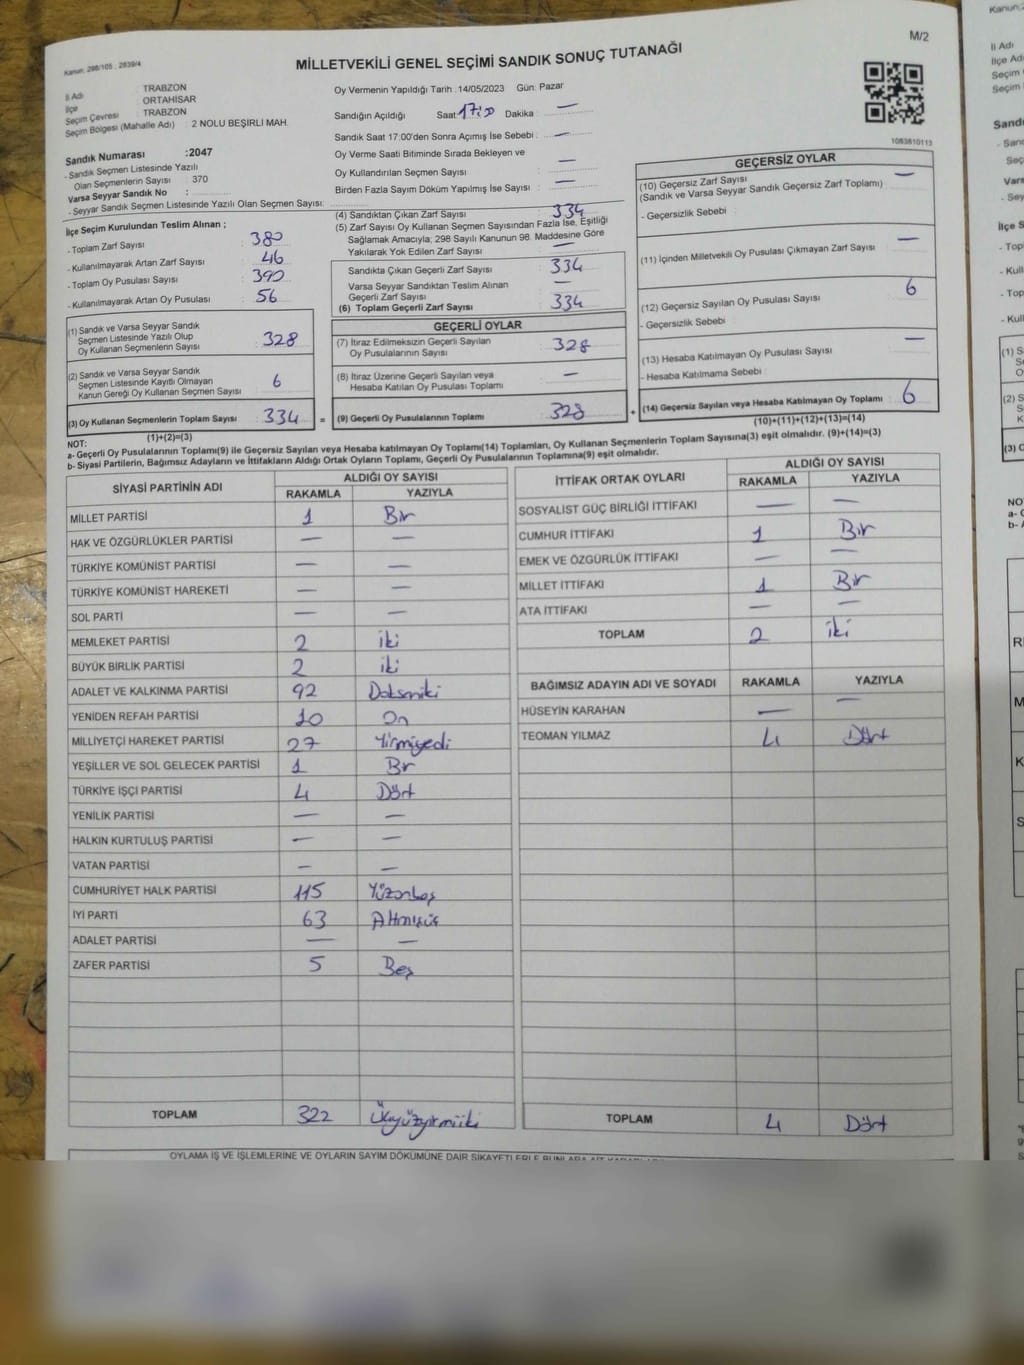 Kanun: 298/105, 2839/4
M/2
MİLLETVEKİLİ GENEL SEÇİMİ SANDIK SONUÇ TUTANAĞI
İl Adı : TRABZON
İlçe : ORTAHİSAR
Seçim Çevresi : TRABZON
Seçim Bölgesi (Mahalle Adı) : 2 NOLU BEŞİRLİ MAH.
Sandık Numarası :2047
- Sandık Seçmen Listesinde Yazılı
Olan Seçmenlerin Sayısı : 370
Varsa Seyyar Sandık No :
- Seyyar Sandık Seçmen Listesinde Yazılı Olan Seçmen Sayısı:
Oy Vermenin Yapıldığı Tarih :14/05/2023 Gün: Pazar
Sandığın Açıldığı Saat: 17:00 Dakika : —
Sandık Saat 17:00'den Sonra Açımış İse Sebebi : —
Oy Verme Saati Bitiminde Sırada Bekleyen ve
Oy Kullandırılan Seçmen Sayısı : —
Birden Fazla Sayım Döküm Yapılmış İse Sayısı : —
1063610113
İlçe Seçim Kurulundan Teslim Alınan ;
- Toplam Zarf Sayısı : 380
- Kullanılmayarak Artan Zarf Sayısı : 46
- Toplam Oy Pusulası Sayısı : 390
- Kullanılmayarak Artan Oy Pusulası : 56
(4) Sandıktan Çıkan Zarf Sayısı : 334
(5) Zarf Sayısı Oy Kullanan Seçmen Sayısından Fazla İse, Eşitliği
Sağlamak Amacıyla; 298 Sayılı Kanunun 98. Maddesine Göre
Yakılarak Yok Edilen Zarf Sayısı : —
Sandıkta Çıkan Geçerli Zarf Sayısı : 334
Varsa Seyyar Sandıktan Teslim Alınan
Geçerli Zarf Sayısı : —
(6) Toplam Geçerli Zarf Sayısı : 334
GEÇERSİZ OYLAR
(10) Geçersiz Zarf Sayısı : —
(Sandık ve Varsa Seyyar Sandık Geçersiz Zarf Toplamı)
- Geçersizlik Sebebi :
(11) İçinden Milletvekili Oy Pusulası Çıkmayan Zarf Sayısı : —
(12) Geçersiz Sayılan Oy Pusulası Sayısı : 6
- Geçersizlik Sebebi :
(13) Hesaba Katılmayan Oy Pusulası Sayısı : —
- Hesaba Katılmama Sebebi :
(14) Geçersiz Sayılan veya Hesaba Katılmayan Oy Toplamı : 6
(10)+(11)+(12)+(13)=(14)
(1) Sandık ve Varsa Seyyar Sandık
Seçmen Listesinde Yazılı Olup
Oy Kullanan Seçmenlerin Sayısı : 328
(2) Sandık ve Varsa Seyyar Sandık
Seçmen Listesinde Kayıtlı Olmayan
Kanun Gereği Oy Kullanan Seçmen Sayısı : 6
(3) Oy Kullanan Seçmenlerin Toplam Sayısı : 334 =
(1)+(2)=(3)
GEÇERLİ OYLAR
(7) İtiraz Edilmeksizin Geçerli Sayılan
Oy Pusulalarının Sayısı : 328
(8) İtiraz Üzerine Geçerli Sayılan veya
Hesaba Katılan Oy Pusulası Toplamı : —
(9) Geçerli Oy Pusulalarının Toplamı : 328 +
NOT:
a- Geçerli Oy Pusulalarının Toplamı(9) ile Geçersiz Sayılan veya Hesaba katılmayan Oy Toplamı(14) Toplamları, Oy Kullanan Seçmenlerin Toplam Sayısına(3) eşit olmalıdır. (9)+(14)=(3)
b- Siyasi Partilerin, Bağımsız Adayların ve İttifakların Aldığı Ortak Oyların Toplamı, Geçerli Oy Pusulalarının Toplamına(9) eşit olmalıdır.
SİYASİ PARTİNİN ADI ALDIĞI OY SAYISI
RAKAMLA YAZIYLA
MİLLET PARTİSİ 1 Bir
HAK VE ÖZGÜRLÜKLER PARTİSİ — —
TÜRKİYE KOMÜNİST PARTİSİ — —
TÜRKİYE KOMÜNİST HAREKETİ — —
SOL PARTİ — —
MEMLEKET PARTİSİ 2 iki
BÜYÜK BİRLİK PARTİSİ 2 iki
ADALET VE KALKINMA PARTİSİ 92 Doksaniki
YENİDEN REFAH PARTİSİ 10 On
MİLLİYETÇİ HAREKET PARTİSİ 27 Yirmiyedi
YEŞİLLER VE SOL GELECEK PARTİSİ 1 Bir
TÜRKİYE İŞÇİ PARTİSİ 4 Dört
YENİLİK PARTİSİ — —
HALKIN KURTULUŞ PARTİSİ — —
VATAN PARTİSİ — —
CUMHURİYET HALK PARTİSİ 115 Yüzonbeş
İYİ PARTİ 63 Altmışüç
ADALET PARTİSİ — —
ZAFER PARTİSİ 5 Beş
TOPLAM 322 Üçyüzyirmiiki
İTTİFAK ORTAK OYLARI ALDIĞI OY SAYISI
RAKAMLA YAZIYLA
SOSYALİST GÜÇ BİRLİĞİ İTTİFAKI — —
CUMHUR İTTİFAKI 1 Bir
EMEK VE ÖZGÜRLÜK İTTİFAKI — —
MİLLET İTTİFAKI 1 Bir
ATA İTTİFAKI — —
TOPLAM 2 iki
BAĞIMSIZ ADAYIN ADI VE SOYADI RAKAMLA YAZIYLA
HÜSEYİN KARAHAN — —
TEOMAN YILMAZ 4 Dört
TOPLAM 4 Dört
OYLAMA İŞ VE İŞLEMLERİNE VE OYLARIN SAYIM DÖKÜMÜNE DAİR ŞİKAYETLERLE BUNLARA AİT